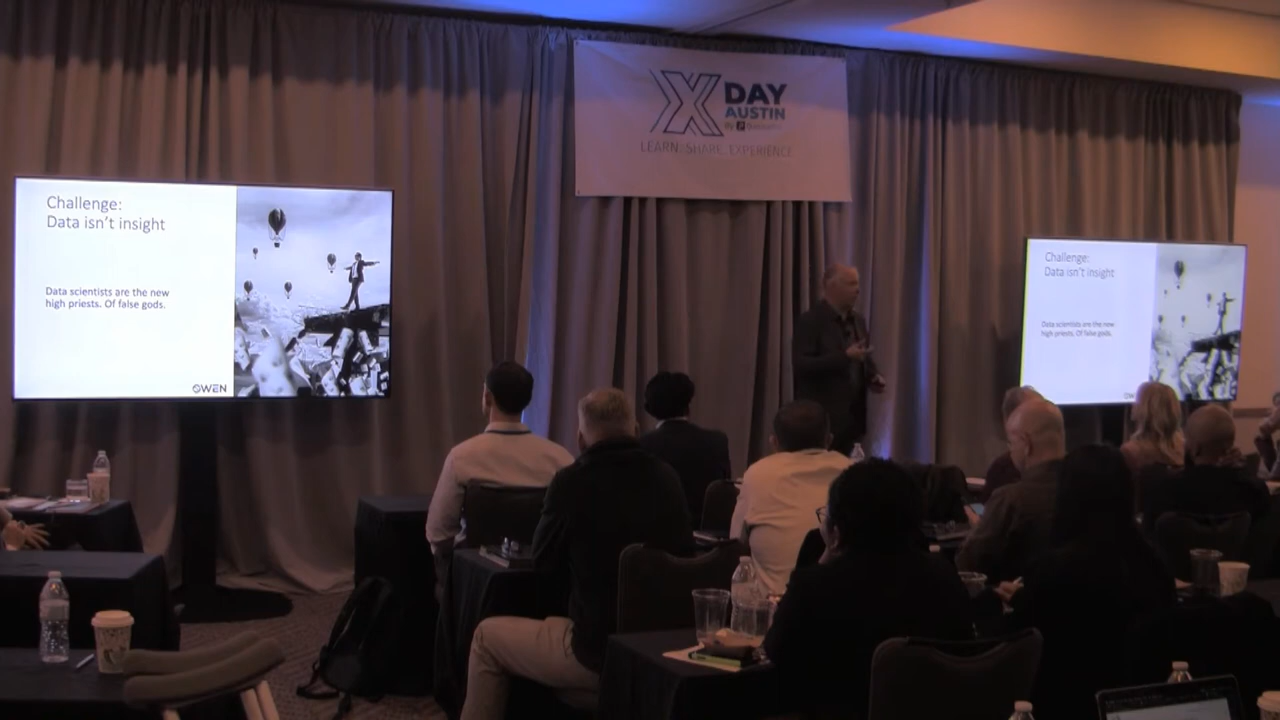 X DAY
AUSTIN
LEARN. SHARE. EXPERIENCE
Challenge:
Data isn't insight
Data scientists are the new
high priests. Of false gods.
OWEN
Challenge:
Data isn't insight
Data scientists are the new
high priests. Of false gods.